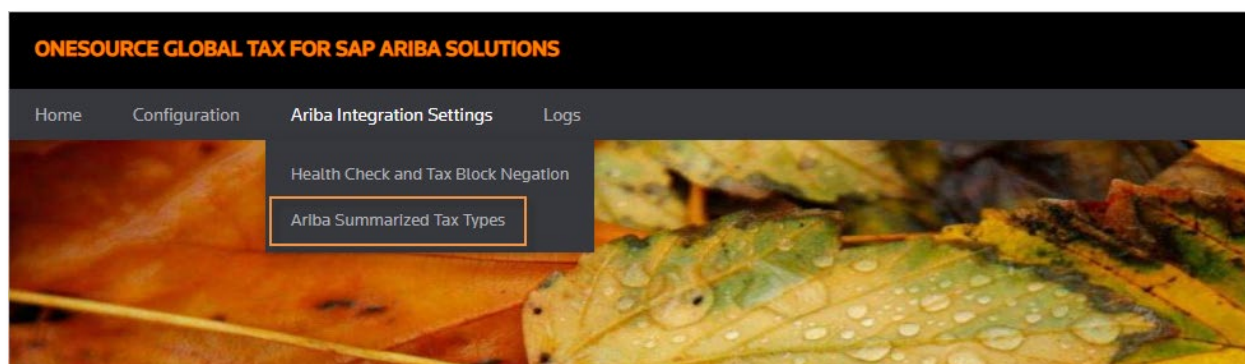 ONESOURCE GLOBAL TAX FOR SAP ARIBA SOLUTIONS
Home Configuration Ariba Integration Settings Logs
Health Check and Tax Block Negation
Ariba Summarized Tax Types